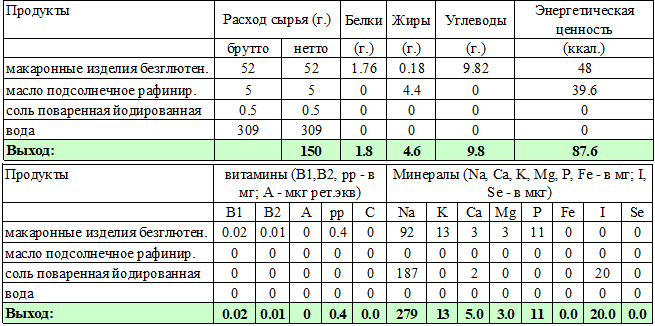 Продукты Расход сырья (г.) Белки Жиры Углеводы Энергетическая
ценность
брутто нетто (г.) (г.) (г.) (ккал.)
макаронные изделия безглютен. 52 52 1.76 0.18 9.82 48
масло подсолнечное рафинир. 5 5 0 4.4 0 39.6
соль поваренная йодированная 0.5 0.5 0 0 0 0
вода 309 309 0 0 0 0
Выход: 150 1.8 4.6 9.8 87.6
Продукты витамины (B1,B2, рр - в Минералы (Na, Ca, K, Mg, P, Fe - в мг; I,
мг; А - мкг рет.экв) Se - в мкг)
B1 B2 A pp C Na K Ca Mg P Fe I Se
макаронные изделия безглютен. 0.02 0.01 0 0.4 0 92 13 3 3 11 0 0 0
масло подсолнечное рафинир. 0 0 0 0 0 0 0 0 0 0 0 0 0
соль поваренная йодированная 0 0 0 0 0 187 0 2 0 0 0 20 0
вода 0 0 0 0 0 0 0 0 0 0 0 0 0
Выход: 0.02 0.01 0 0.4 0.0 279 13 5.0 3.0 11 0.0 20.0 0.0